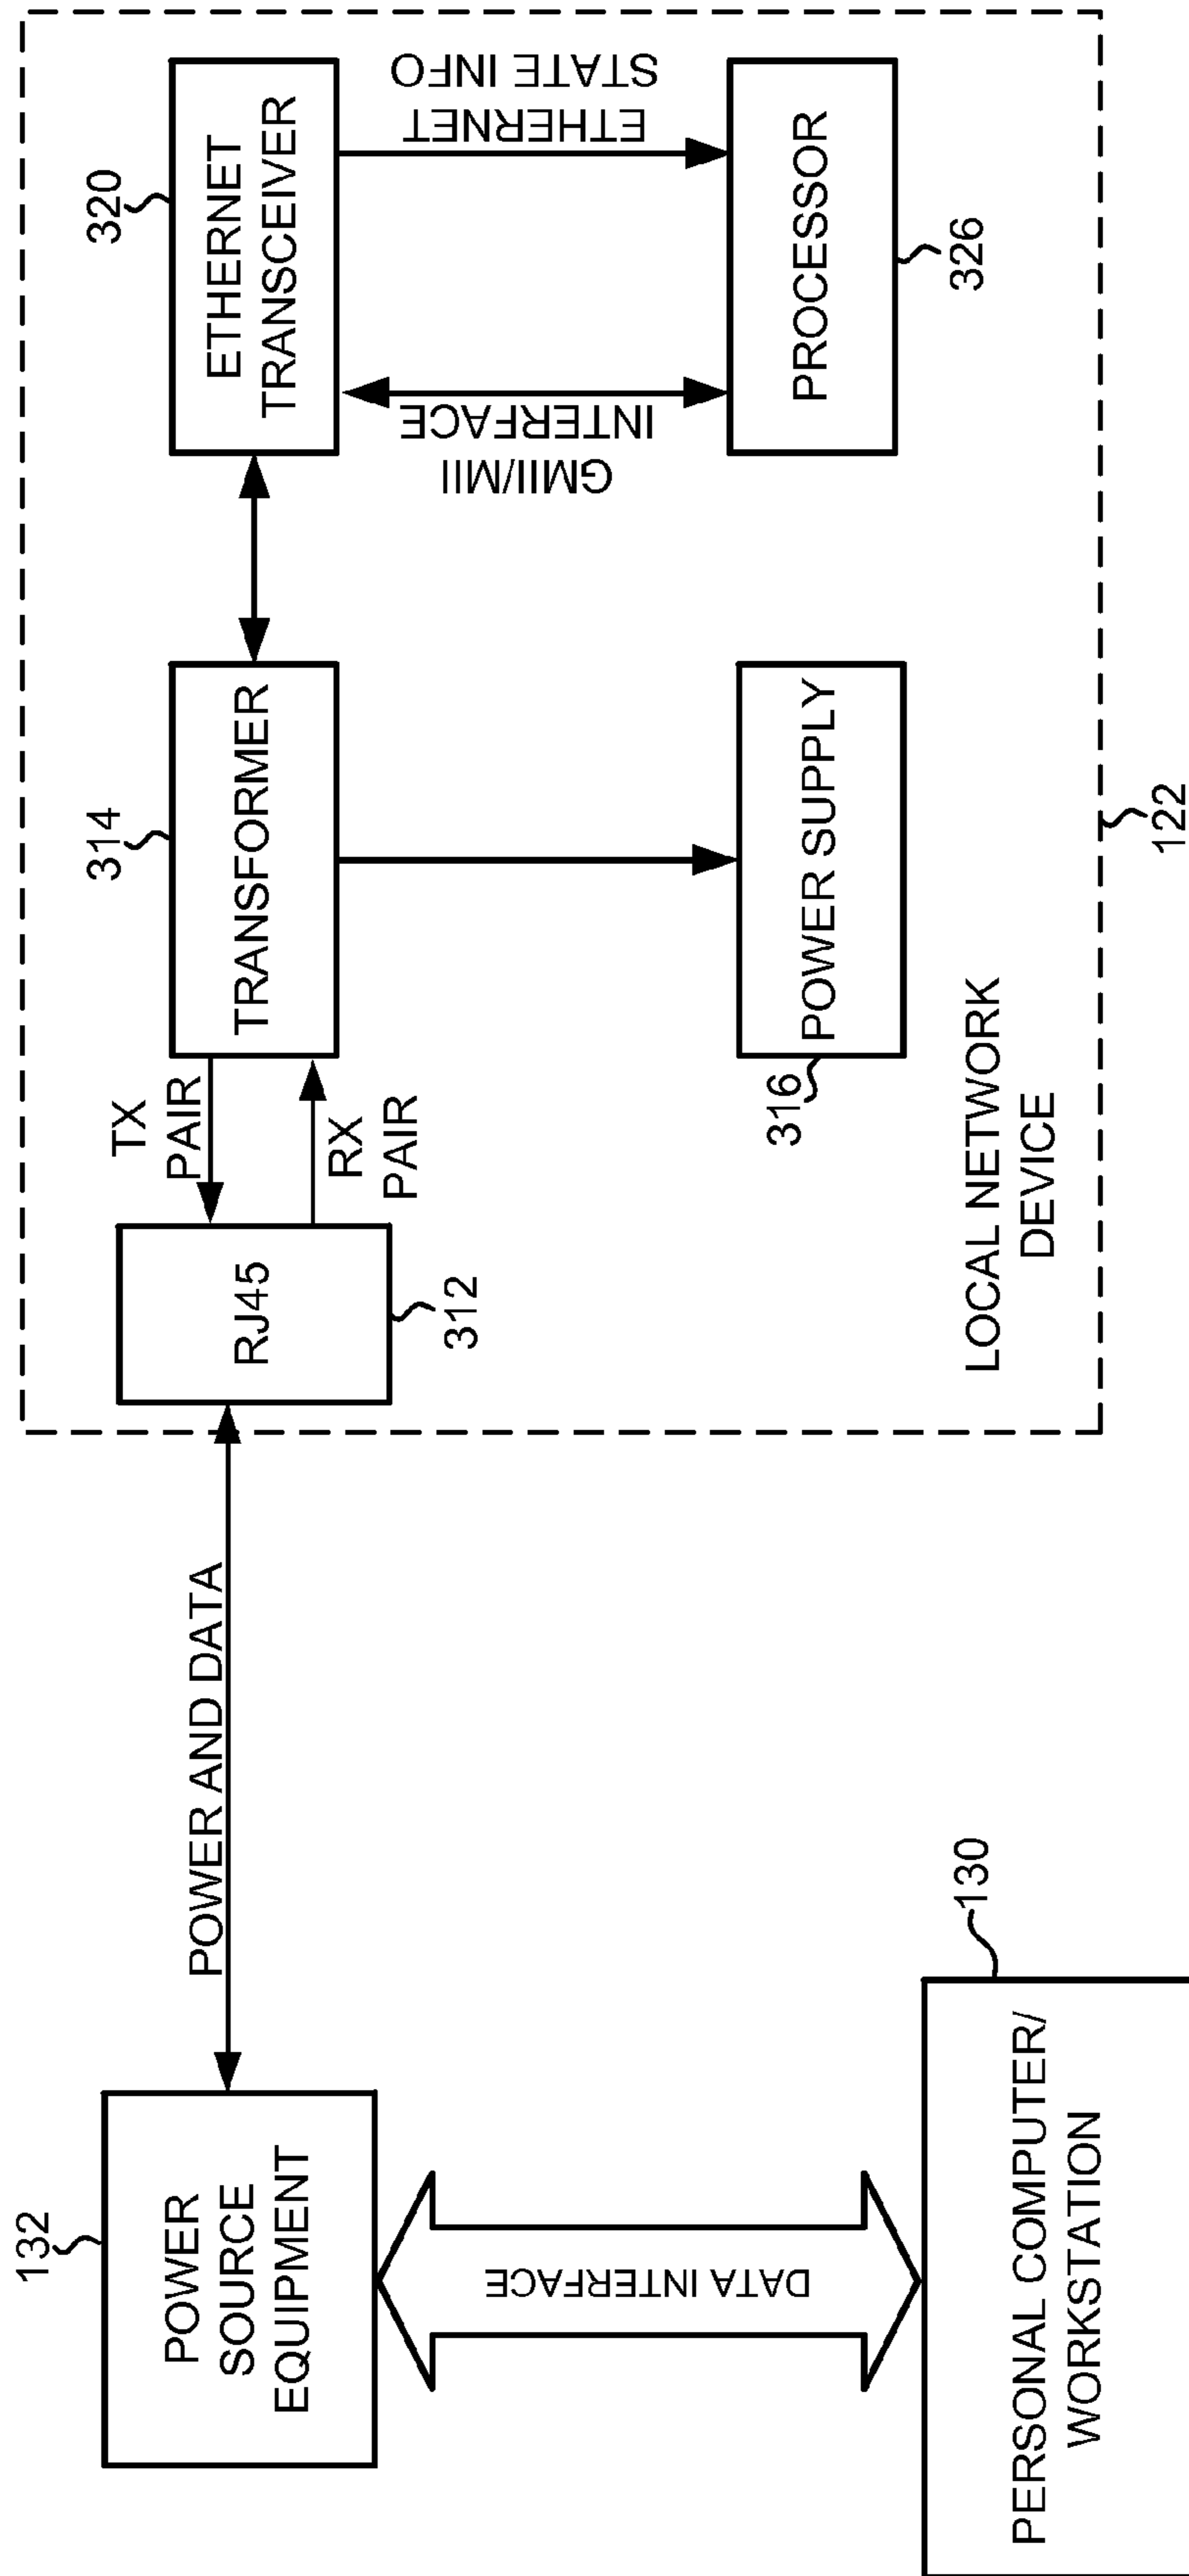 132
POWER
SOURCE
EQUIPMENT
DATA INTERFACE
130
PERSONAL COMPUTER/
WORKSTATION
POWER AND DATA
RJ45
312
TX
PAIR
RX
PAIR
314
TRANSFORMER
316
POWER SUPPLY
320
ETHERNET
TRANSCEIVER
GMII/MII
INTERFACE
ETHERNET
STATE INFO
PROCESSOR
326
LOCAL NETWORK
DEVICE
122